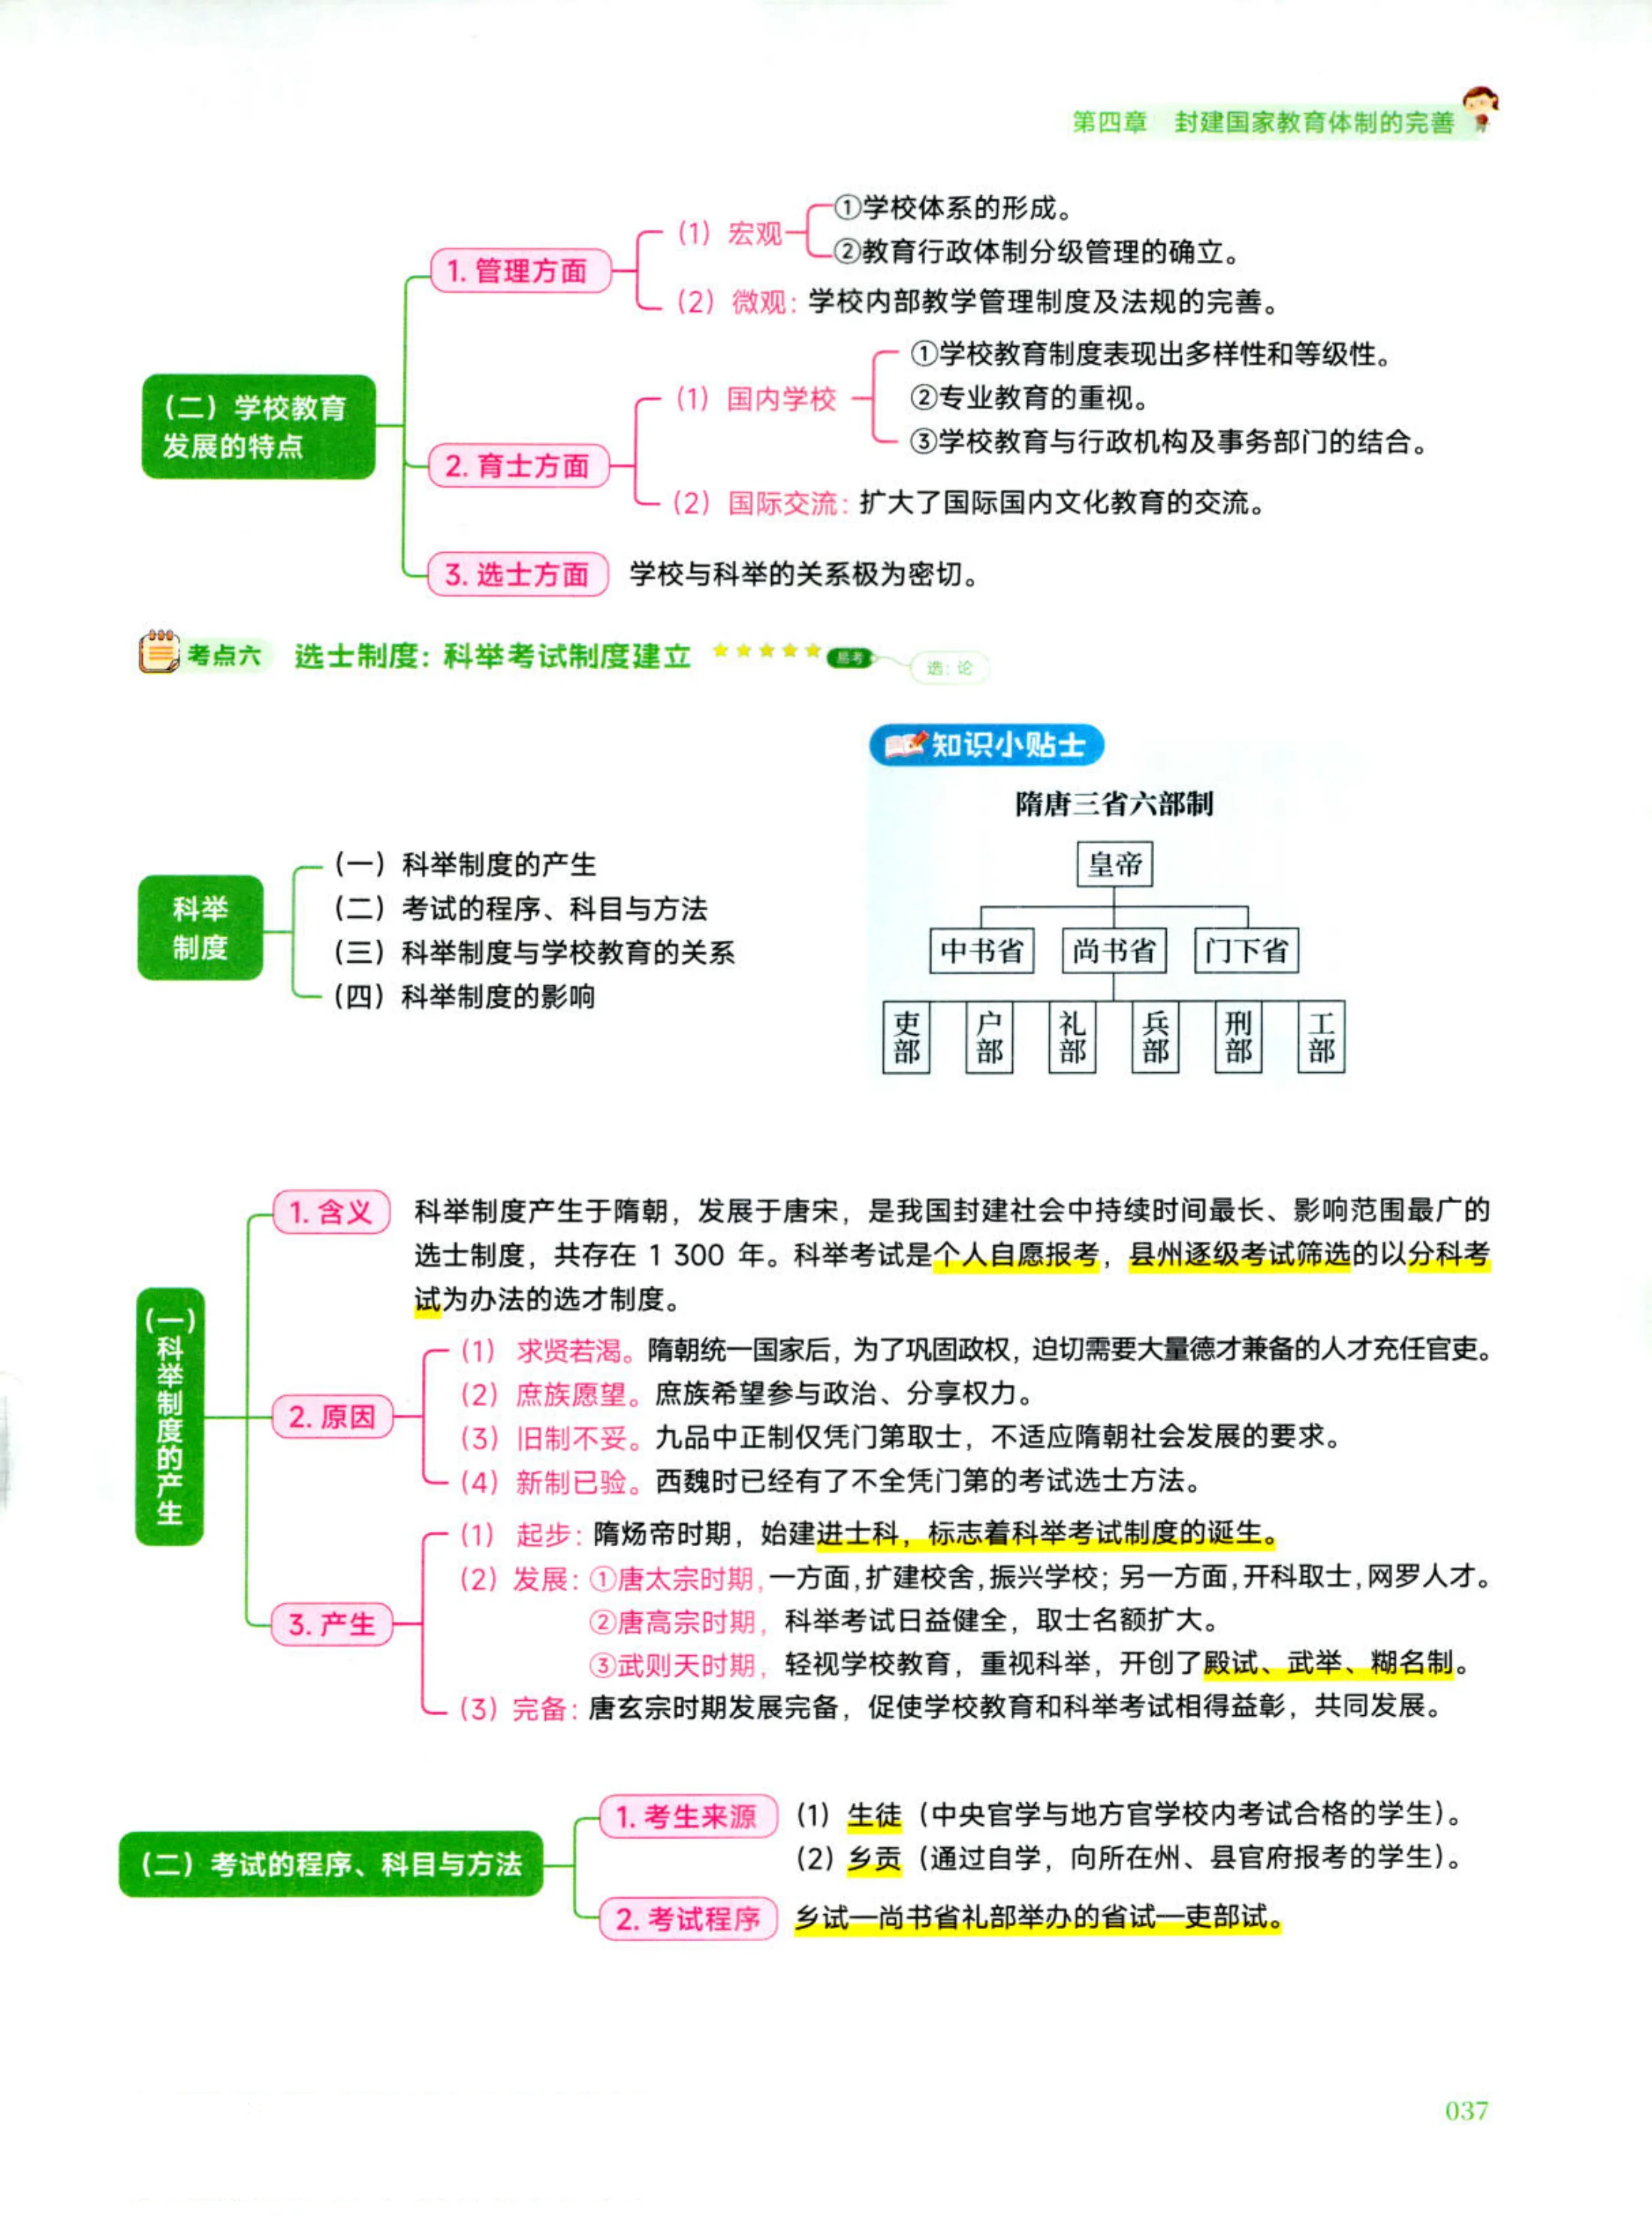 第四章 封建国家教育体制的完善
（二）学校教育
发展的特点
1. 管理方面
（1）宏观
①学校体系的形成。
②教育行政体制分级管理的确立。
（2）微观：学校内部教学管理制度及法规的完善。
2. 育士方面
（1）国内学校
①学校教育制度表现出多样性和等级性。
②专业教育的重视。
③学校教育与行政机构及事务部门的结合。
（2）国际交流：扩大了国际国内文化教育的交流。
3. 选士方面 学校与科举的关系极为密切。
考点六 选士制度：科举考试制度建立 易考 选：论
科举
制度
（一）科举制度的产生
（二）考试的程序、科目与方法
（三）科举制度与学校教育的关系
（四）科举制度的影响
知识小贴士
隋唐三省六部制
皇帝
中书省 尚书省 门下省
吏部 户部 礼部 兵部 刑部 工部
（一）科举制度的产生
1. 含义 科举制度产生于隋朝，发展于唐宋，是我国封建社会中持续时间最长、影响范围最广的
选士制度，共存在 1 300 年。科举考试是个人自愿报考，县州逐级考试筛选的以分科考
试为办法的选才制度。
2. 原因
（1）求贤若渴。隋朝统一国家后，为了巩固政权，迫切需要大量德才兼备的人才充任官吏。
（2）庶族愿望。庶族希望参与政治、分享权力。
（3）旧制不妥。九品中正制仅凭门第取士，不适应隋朝社会发展的要求。
（4）新制已验。西魏时已经有了不全凭门第的考试选士方法。
3. 产生
（1）起步：隋炀帝时期，始建进士科，标志着科举考试制度的诞生。
（2）发展：①唐太宗时期，一方面，扩建校舍，振兴学校；另一方面，开科取士，网罗人才。
②唐高宗时期，科举考试日益健全，取士名额扩大。
③武则天时期，轻视学校教育，重视科举，开创了殿试、武举、糊名制。
（3）完备：唐玄宗时期发展完备，促使学校教育和科举考试相得益彰，共同发展。
（二）考试的程序、科目与方法
1. 考生来源 （1）生徒（中央官学与地方官学校内考试合格的学生）。
（2）乡贡（通过自学，向所在州、县官府报考的学生）。
2. 考试程序 乡试—尚书省礼部举办的省试—吏部试。
037